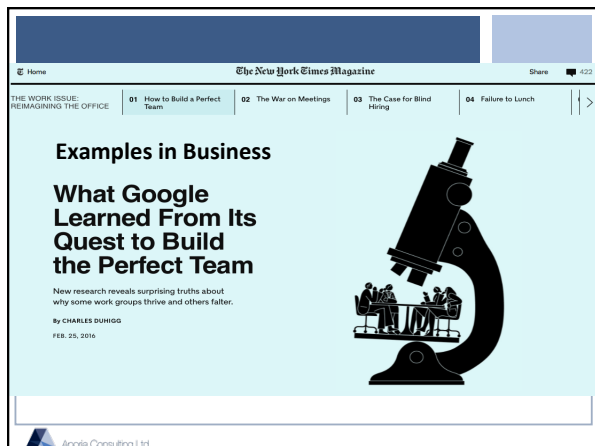 Home
The New York Times Magazine
Share
422
THE WORK ISSUE:
REIMAGINING THE OFFICE
01 How to Build a Perfect
Team
02 The War on Meetings
03 The Case for Blind
Hiring
04 Failure to Lunch
Examples in Business
What Google
Learned From Its
Quest to Build
the Perfect Team
New research reveals surprising truths about
why some work groups thrive and others falter.
By CHARLES DUHIGG
FEB. 25, 2016
Aporia Consulting Ltd